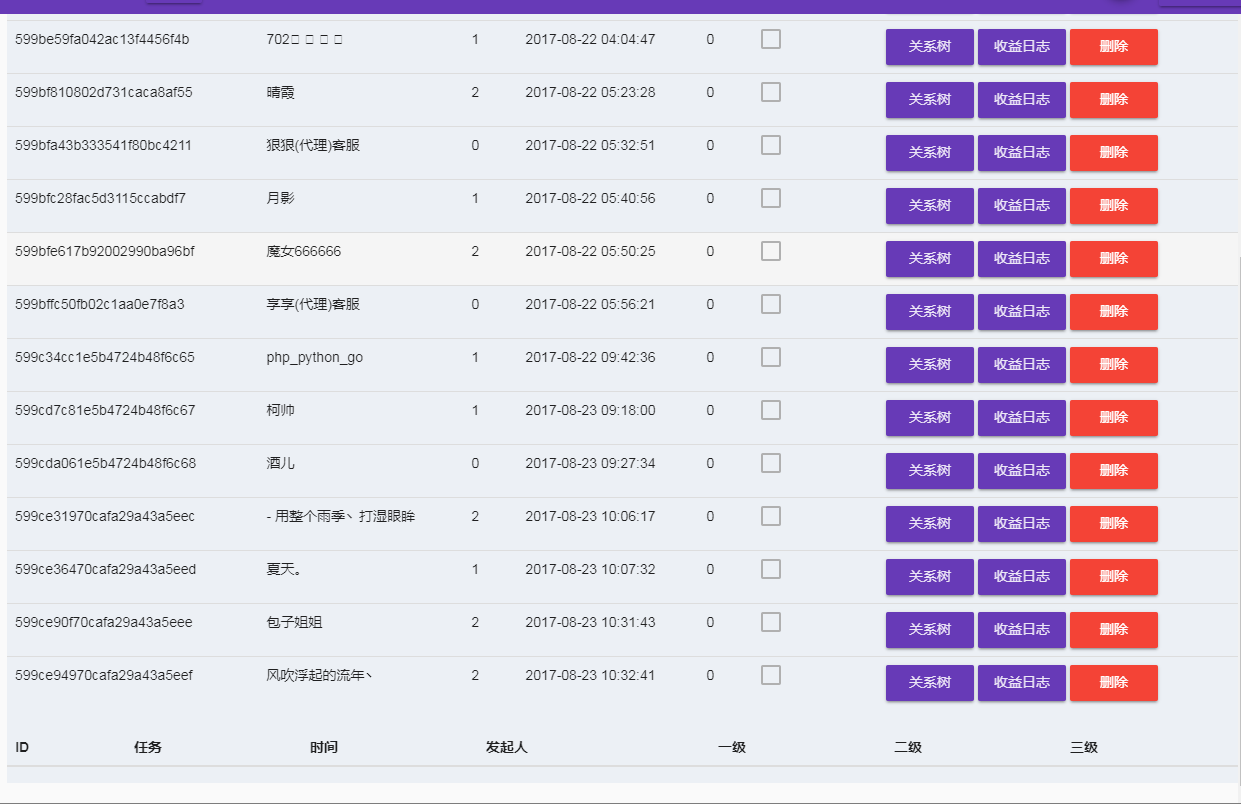 599be59fa042ac13f4456f4b 702 1 2017-08-22 04:04:47 0 关系树 收益日志 删除
599bf810802d731caca8af55 晴霞 2 2017-08-22 05:23:28 0 关系树 收益日志 删除
599bfa43b333541f80bc4211 狠狠(代理)客服 0 2017-08-22 05:32:51 0 关系树 收益日志 删除
599bfc28fac5d3115ccabdf7 月影 1 2017-08-22 05:40:56 0 关系树 收益日志 删除
599bfe617b92002990ba96bf 魔女666666 2 2017-08-22 05:50:25 0 关系树 收益日志 删除
599bffc50fb02c1aa0e7f8a3 享享(代理)客服 0 2017-08-22 05:56:21 0 关系树 收益日志 删除
599c34cc1e5b4724b48f6c65 php_python_go 1 2017-08-22 09:42:36 0 关系树 收益日志 删除
599cd7c81e5b4724b48f6c67 柯帅 1 2017-08-23 09:18:00 0 关系树 收益日志 删除
599cda061e5b4724b48f6c68 酒儿 0 2017-08-23 09:27:34 0 关系树 收益日志 删除
599ce31970cafa29a43a5eec - 用整个雨季丶打湿眼眸 2 2017-08-23 10:06:17 0 关系树 收益日志 删除
599ce36470cafa29a43a5eed 夏天。 1 2017-08-23 10:07:32 0 关系树 收益日志 删除
599ce90f70cafa29a43a5eee 包子姐姐 2 2017-08-23 10:31:43 0 关系树 收益日志 删除
599ce94970cafa29a43a5eef 风吹浮起的流年丶 2 2017-08-23 10:32:41 0 关系树 收益日志 删除
ID 任务 时间 发起人 一级 二级 三级